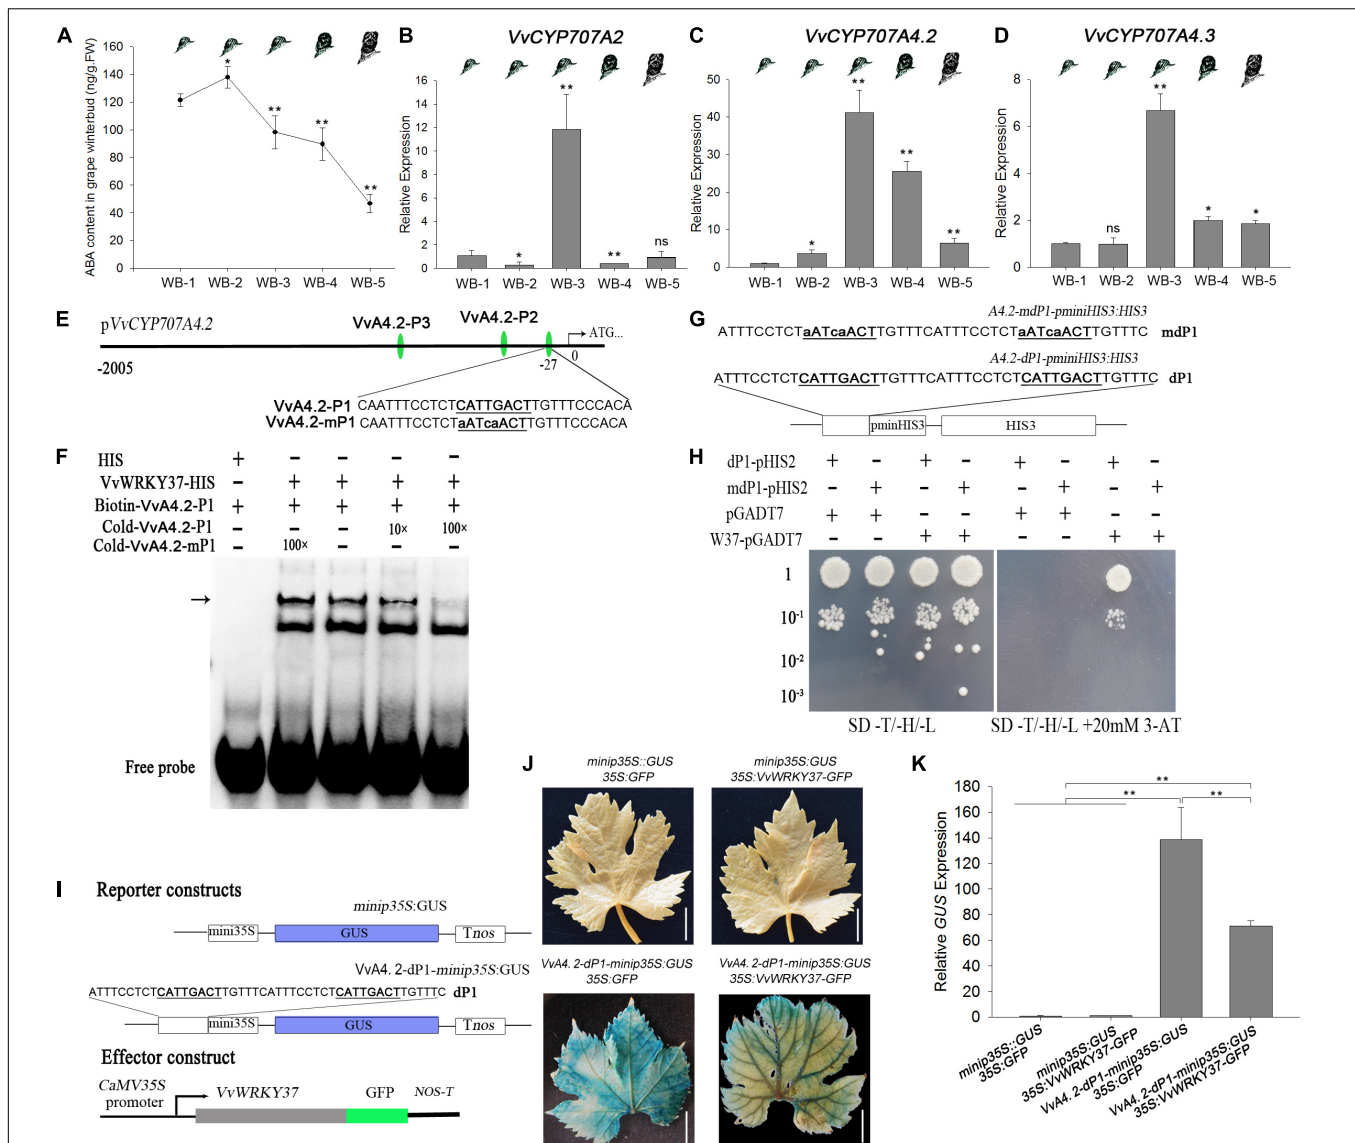 A
ABA content in grape winterbud (ng/g.FW)
160
140
120
100
80
60
40
20
0
*
**
**
**
WB-1 WB-2 WB-3 WB-4 WB-5
B
VvCYP707A2
Relative Expression
16
14
12
10
8
6
4
2
0
*
**
**
ns
WB-1 WB-2 WB-3 WB-4 WB-5
C
VvCYP707A4.2
Relative Expression
50
40
30
20
10
0
*
**
**
**
WB-1 WB-2 WB-3 WB-4 WB-5
D
VvCYP707A4.3
Relative Expression
8
6
4
2
0
ns
**
*
*
WB-1 WB-2 WB-3 WB-4 WB-5
E
pVvCYP707A4.2
VvA4.2-P3
VvA4.2-P2
ATG...
-2005
-27
0
VvA4.2-P1 CAATTTCCTCTCATTGACTTGTTTCCCACA
VvA4.2-mP1 CAATTTCCTCTaATcaACTTGTTTCCCACA
G
A4.2-mdP1-pminiHIS3:HIS3
ATTTCCTCTaATcaACTTGTTTCATTTCCTCTaATcaACTTGTTTC mdP1
A4.2-dP1-pminiHIS3:HIS3
ATTTCCTCTCATTGACTTGTTTCATTTCCTCTCATTGACTTGTTTC dP1
pminHIS3
HIS3
F
HIS + − − − −
VvWRKY37-HIS − + + + +
Biotin-VvA4.2-P1 + + + + +
Cold-VvA4.2-P1 − − − 10× 100×
Cold-VvA4.2-mP1 − 100× − − −
Free probe
H
dP1-pHIS2 + − + − + − + −
mdP1-pHIS2 − + − + − + − +
pGADT7 + + − − + + − −
W37-pGADT7 − − + + − − + +
1
10-1
10-2
10-3
SD -T/-H/-L
SD -T/-H/-L +20mM 3-AT
I
Reporter constructs
minip35S:GUS
mini35S
GUS
Tnos
VvA4. 2-dP1-minip35S:GUS
ATTTCCTCTCATTGACTTGTTTCATTTCCTCTCATTGACTTGTTTC dP1
mini35S
GUS
Tnos
Effector construct
CaMV35S
promoter
VvWRKY37
GFP
NOS-T
J
minip35S::GUS
35S:GFP
minip35S:GUS
35S:VvWRKY37-GFP
VvA4. 2-dP1-minip35S:GUS
35S:GFP
VvA4. 2-dP1-minip35S:GUS
35S:VvWRKY37-GFP
K
Relative GUS Expression
180
160
140
120
100
80
60
40
20
0
**
**
**
minip35S::GUS
35S:GFP
minip35S:GUS
35S:VvWRKY37-GFP
VvA4. 2-dP1-minip35S:GUS
35S:GFP
VvA4. 2-dP1-minip35S:GUS
35S:VvWRKY37-GFP